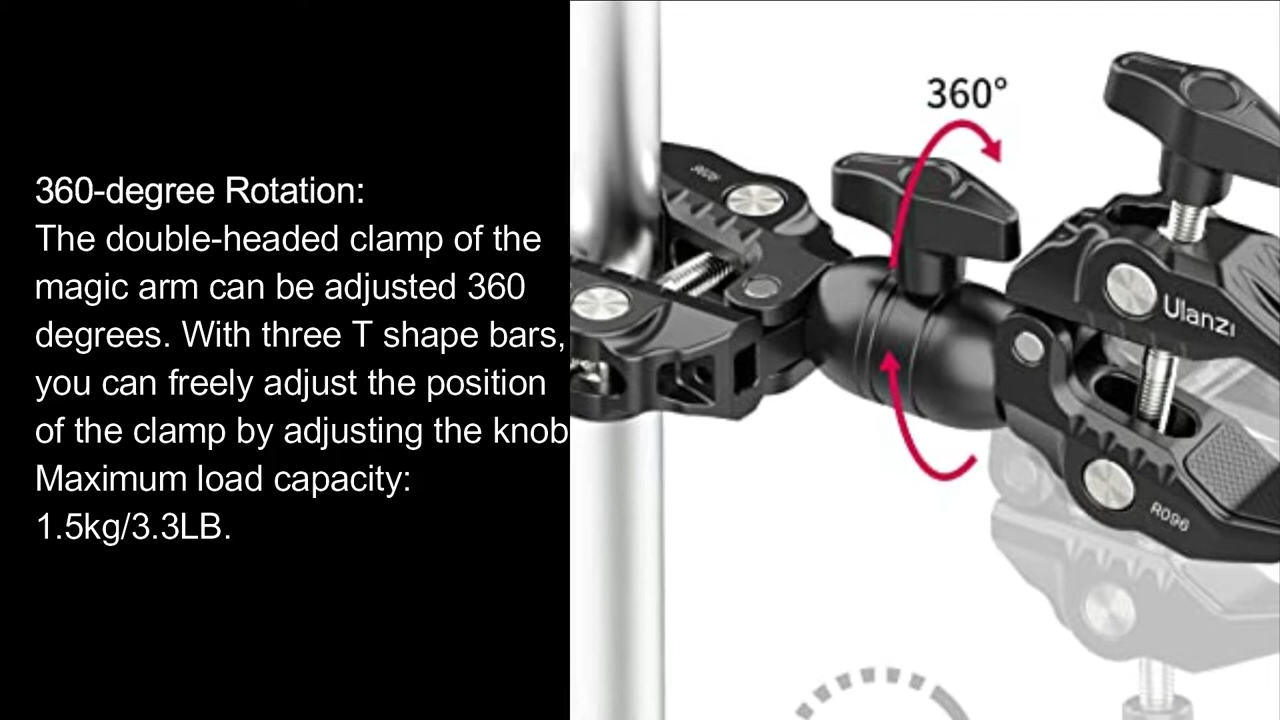 360-degree Rotation:
The double-headed clamp of the
magic arm can be adjusted 360
degrees. With three T shape bars,
you can freely adjust the position
of the clamp by adjusting the knob
Maximum load capacity:
1.5kg/3.3LB.
360°
Ulanzi
R096
R096